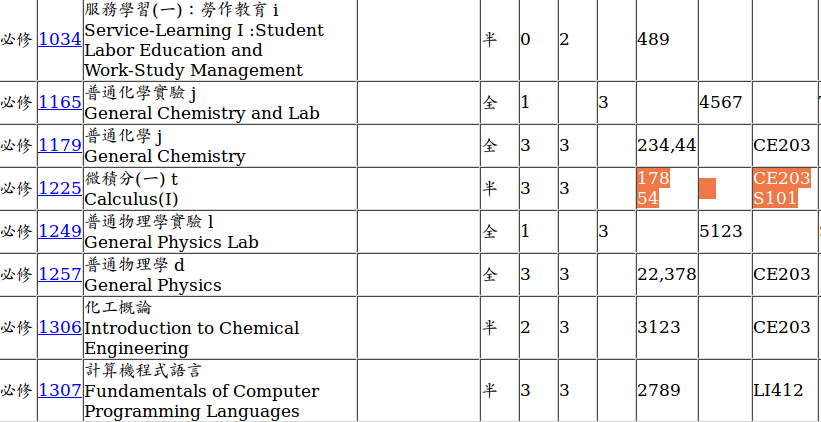 服務學習(一)：勞作教育 i
必修 1034 Service-Learning I :Student 半 0 2 489
Labor Education and
Work-Study Management
必修 1165 普通化學實驗 j 全 1 3 4567
General Chemistry and Lab
必修 1179 普通化學 j 全 3 3 234,44 CE203
General Chemistry
必修 1225 微積分(一) t 半 3 3 178 CE203
Calculus(I) 54 S101
必修 1249 普通物理學實驗 l 全 1 3 5123
General Physics Lab
必修 1257 普通物理學 d 全 3 3 22,378 CE203
General Physics
化工概論
必修 1306 Introduction to Chemical 半 2 3 3123 CE203
Engineering
計算機程式語言
必修 1307 Fundamentals of Computer 半 3 3 2789 LI412
Programming Languages